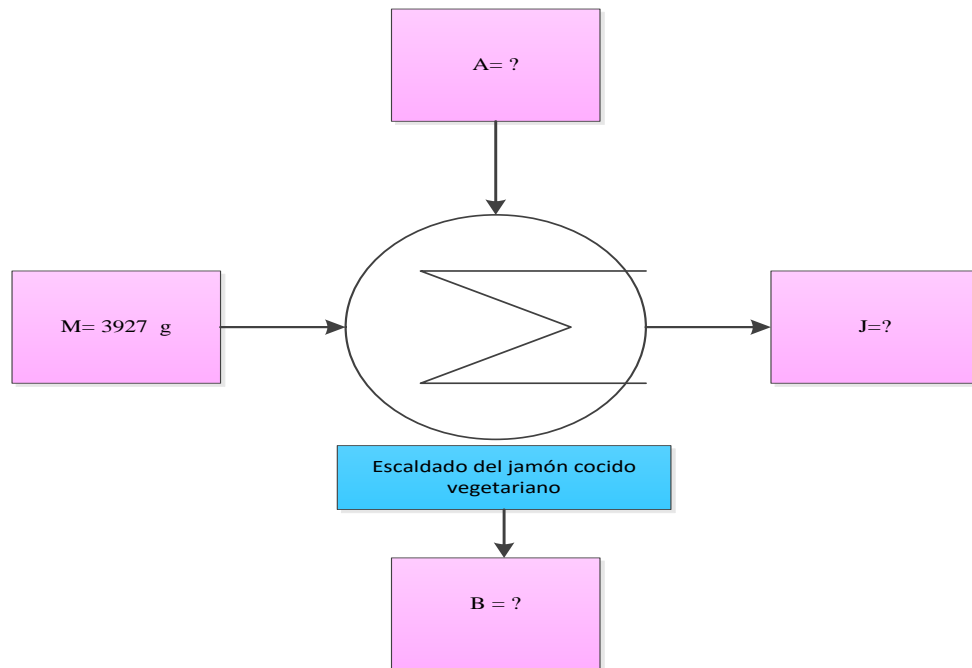 A= ?
M= 3927 g
J=?
Escaldado del jamón cocido
vegetariano
B = ?